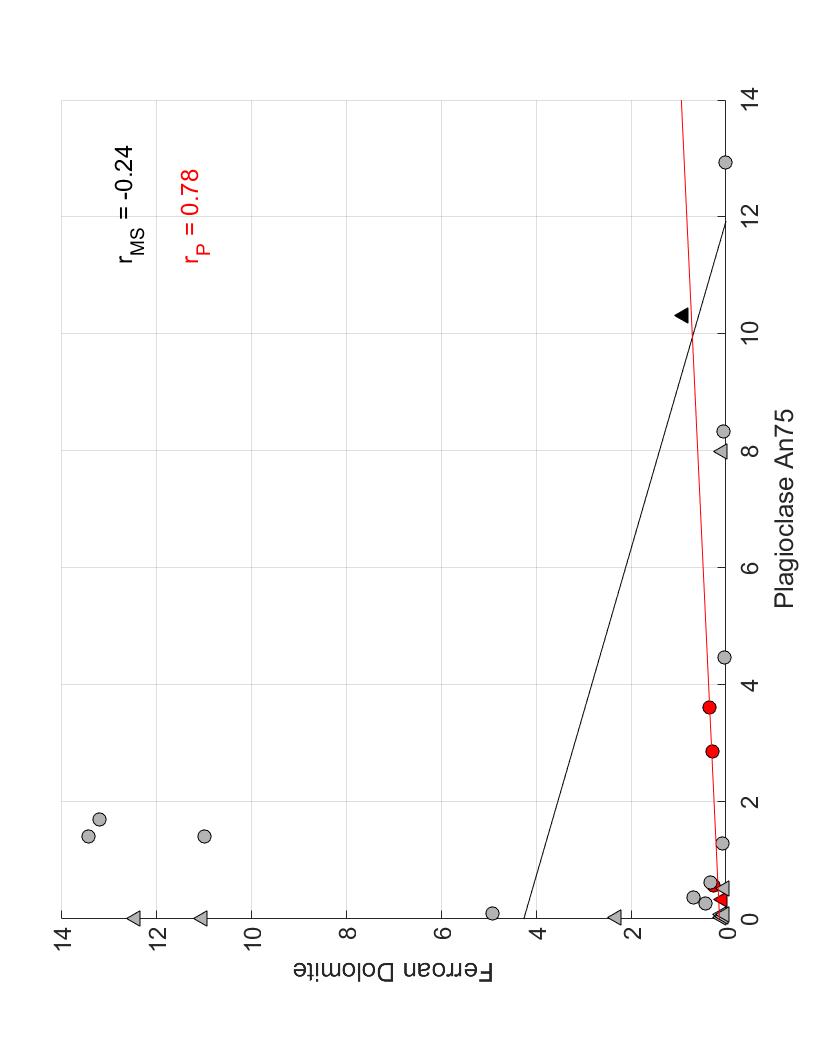 14
12
10
8
6
4
2
0
Ferroan Dolomite
r_MS = -0.24
r_P = 0.78
0 2 4 6 8 10 12 14
Plagioclase An75